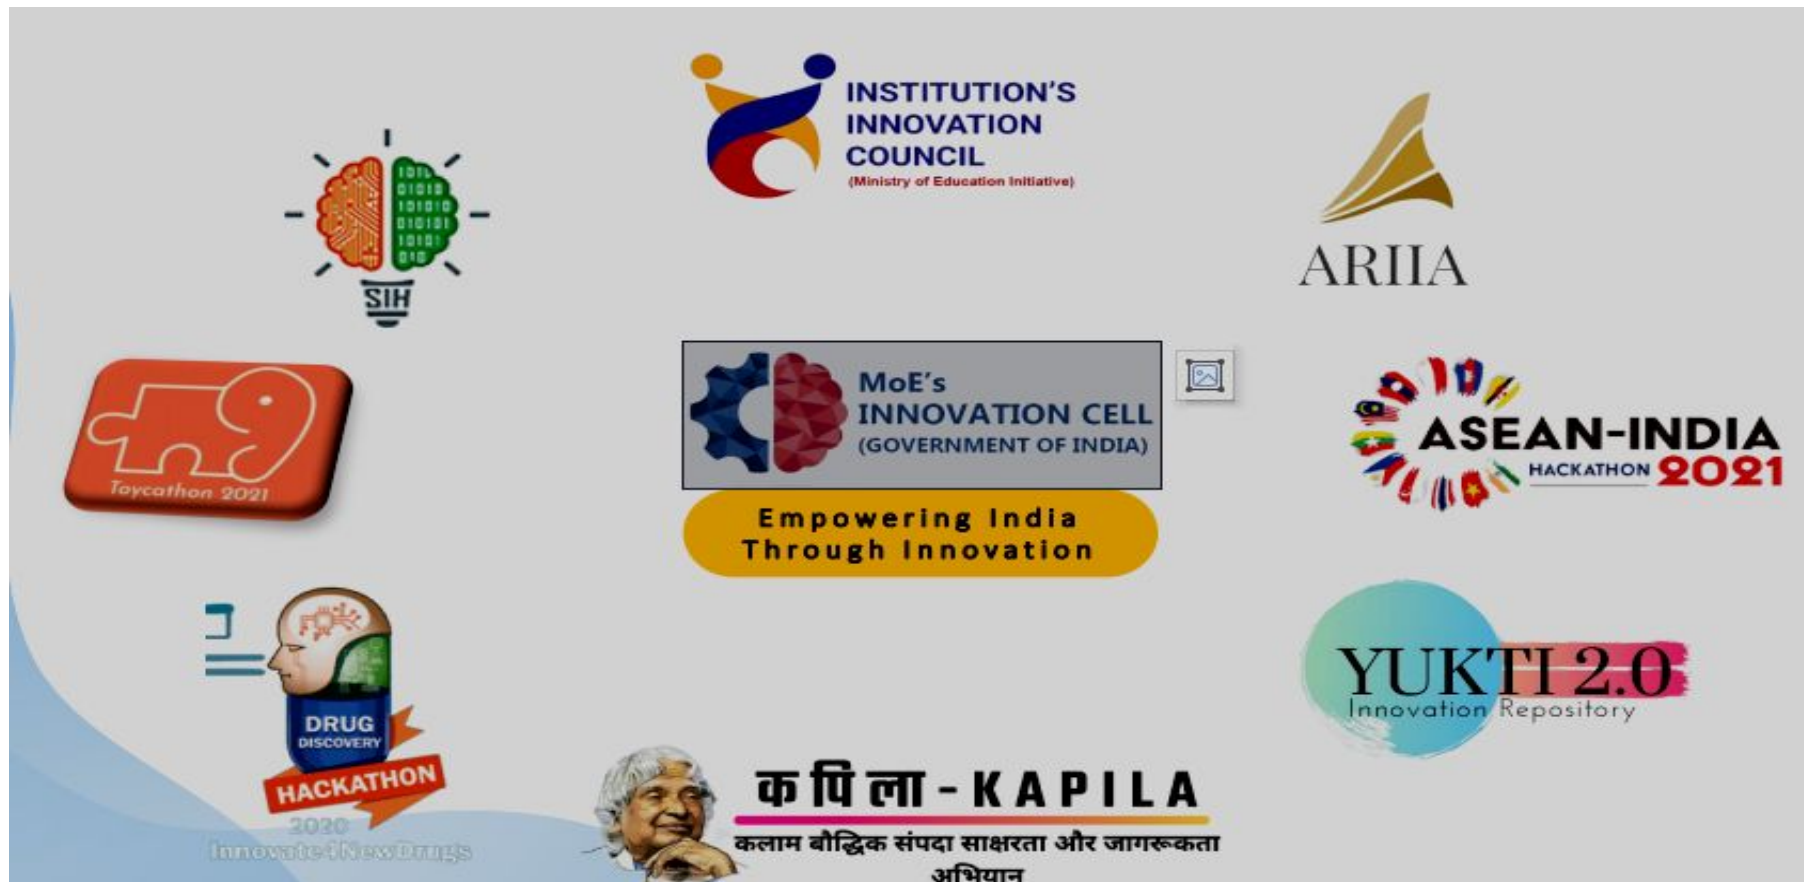 INSTITUTION'S
INNOVATION
COUNCIL
(Ministry of Education Initiative)
SIH
ARIIA
MoE's
INNOVATION CELL
(GOVERNMENT OF INDIA)
Empowering India
Through Innovation
Toycathon 2021
ASEAN-INDIA
HACKATHON 2021
DRUG
DISCOVERY
HACKATHON
2020
Innovate4NewDrugs
YUKTI 2.0
Innovation Repository
कपिला - KAPILA
कलाम बौद्धिक संपदा साक्षरता और जागरूकता
अभियान